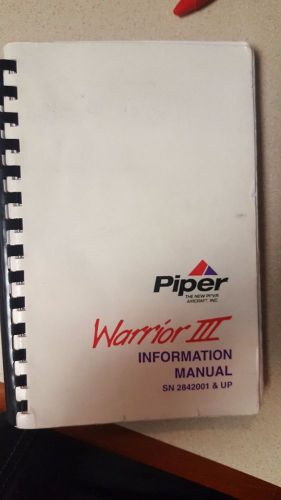 Piper
THE NEW PIPER
AIRCRAFT, INC.
Warrior III
INFORMATION
MANUAL
SN 2842001 & UP